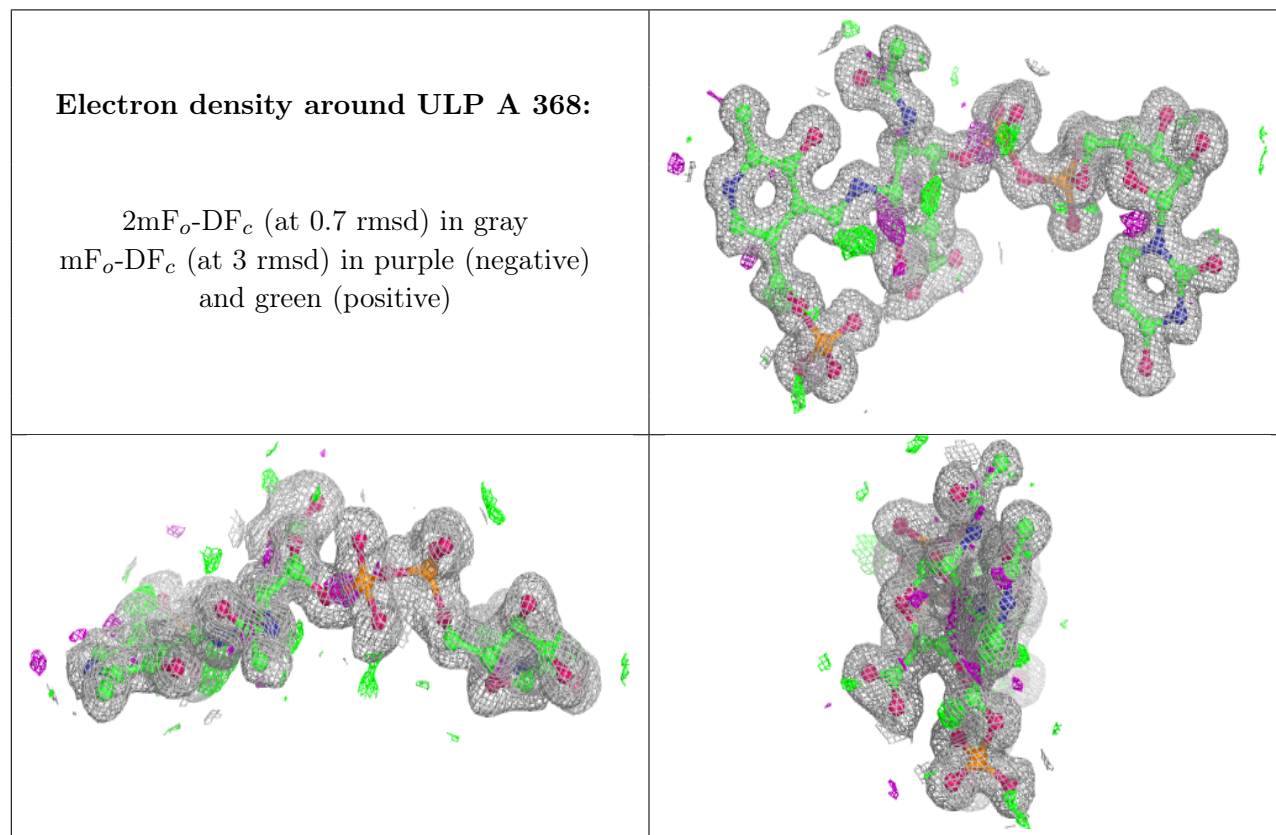 Electron density around ULP A 368:
2mFo-DFc (at 0.7 rmsd) in gray
mFo-DFc (at 3 rmsd) in purple (negative)
and green (positive)